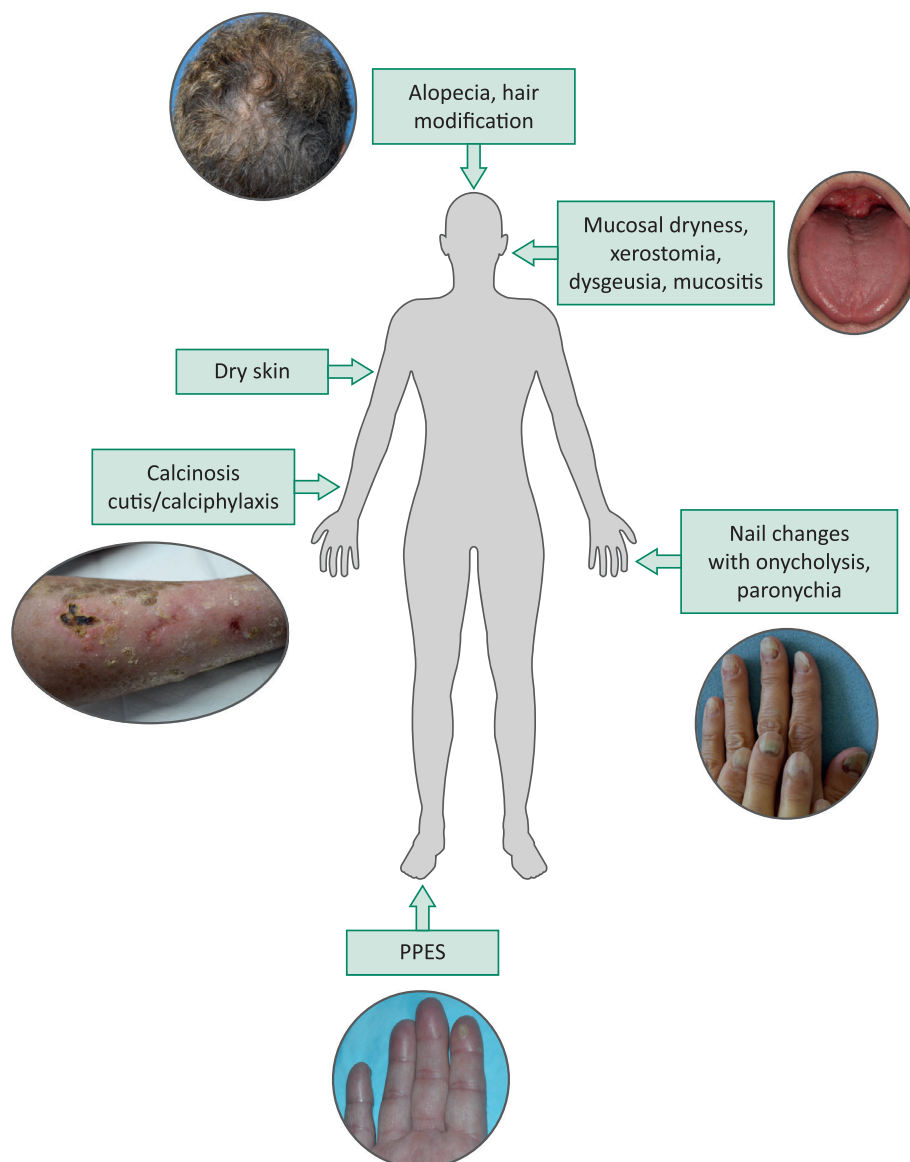 Alopecia, hair
modification
Mucosal dryness,
xerostomia,
dysgeusia, mucositis
Dry skin
Calcinosis
cutis/calciphylaxis
Nail changes
with onycholysis,
paronychia
PPES